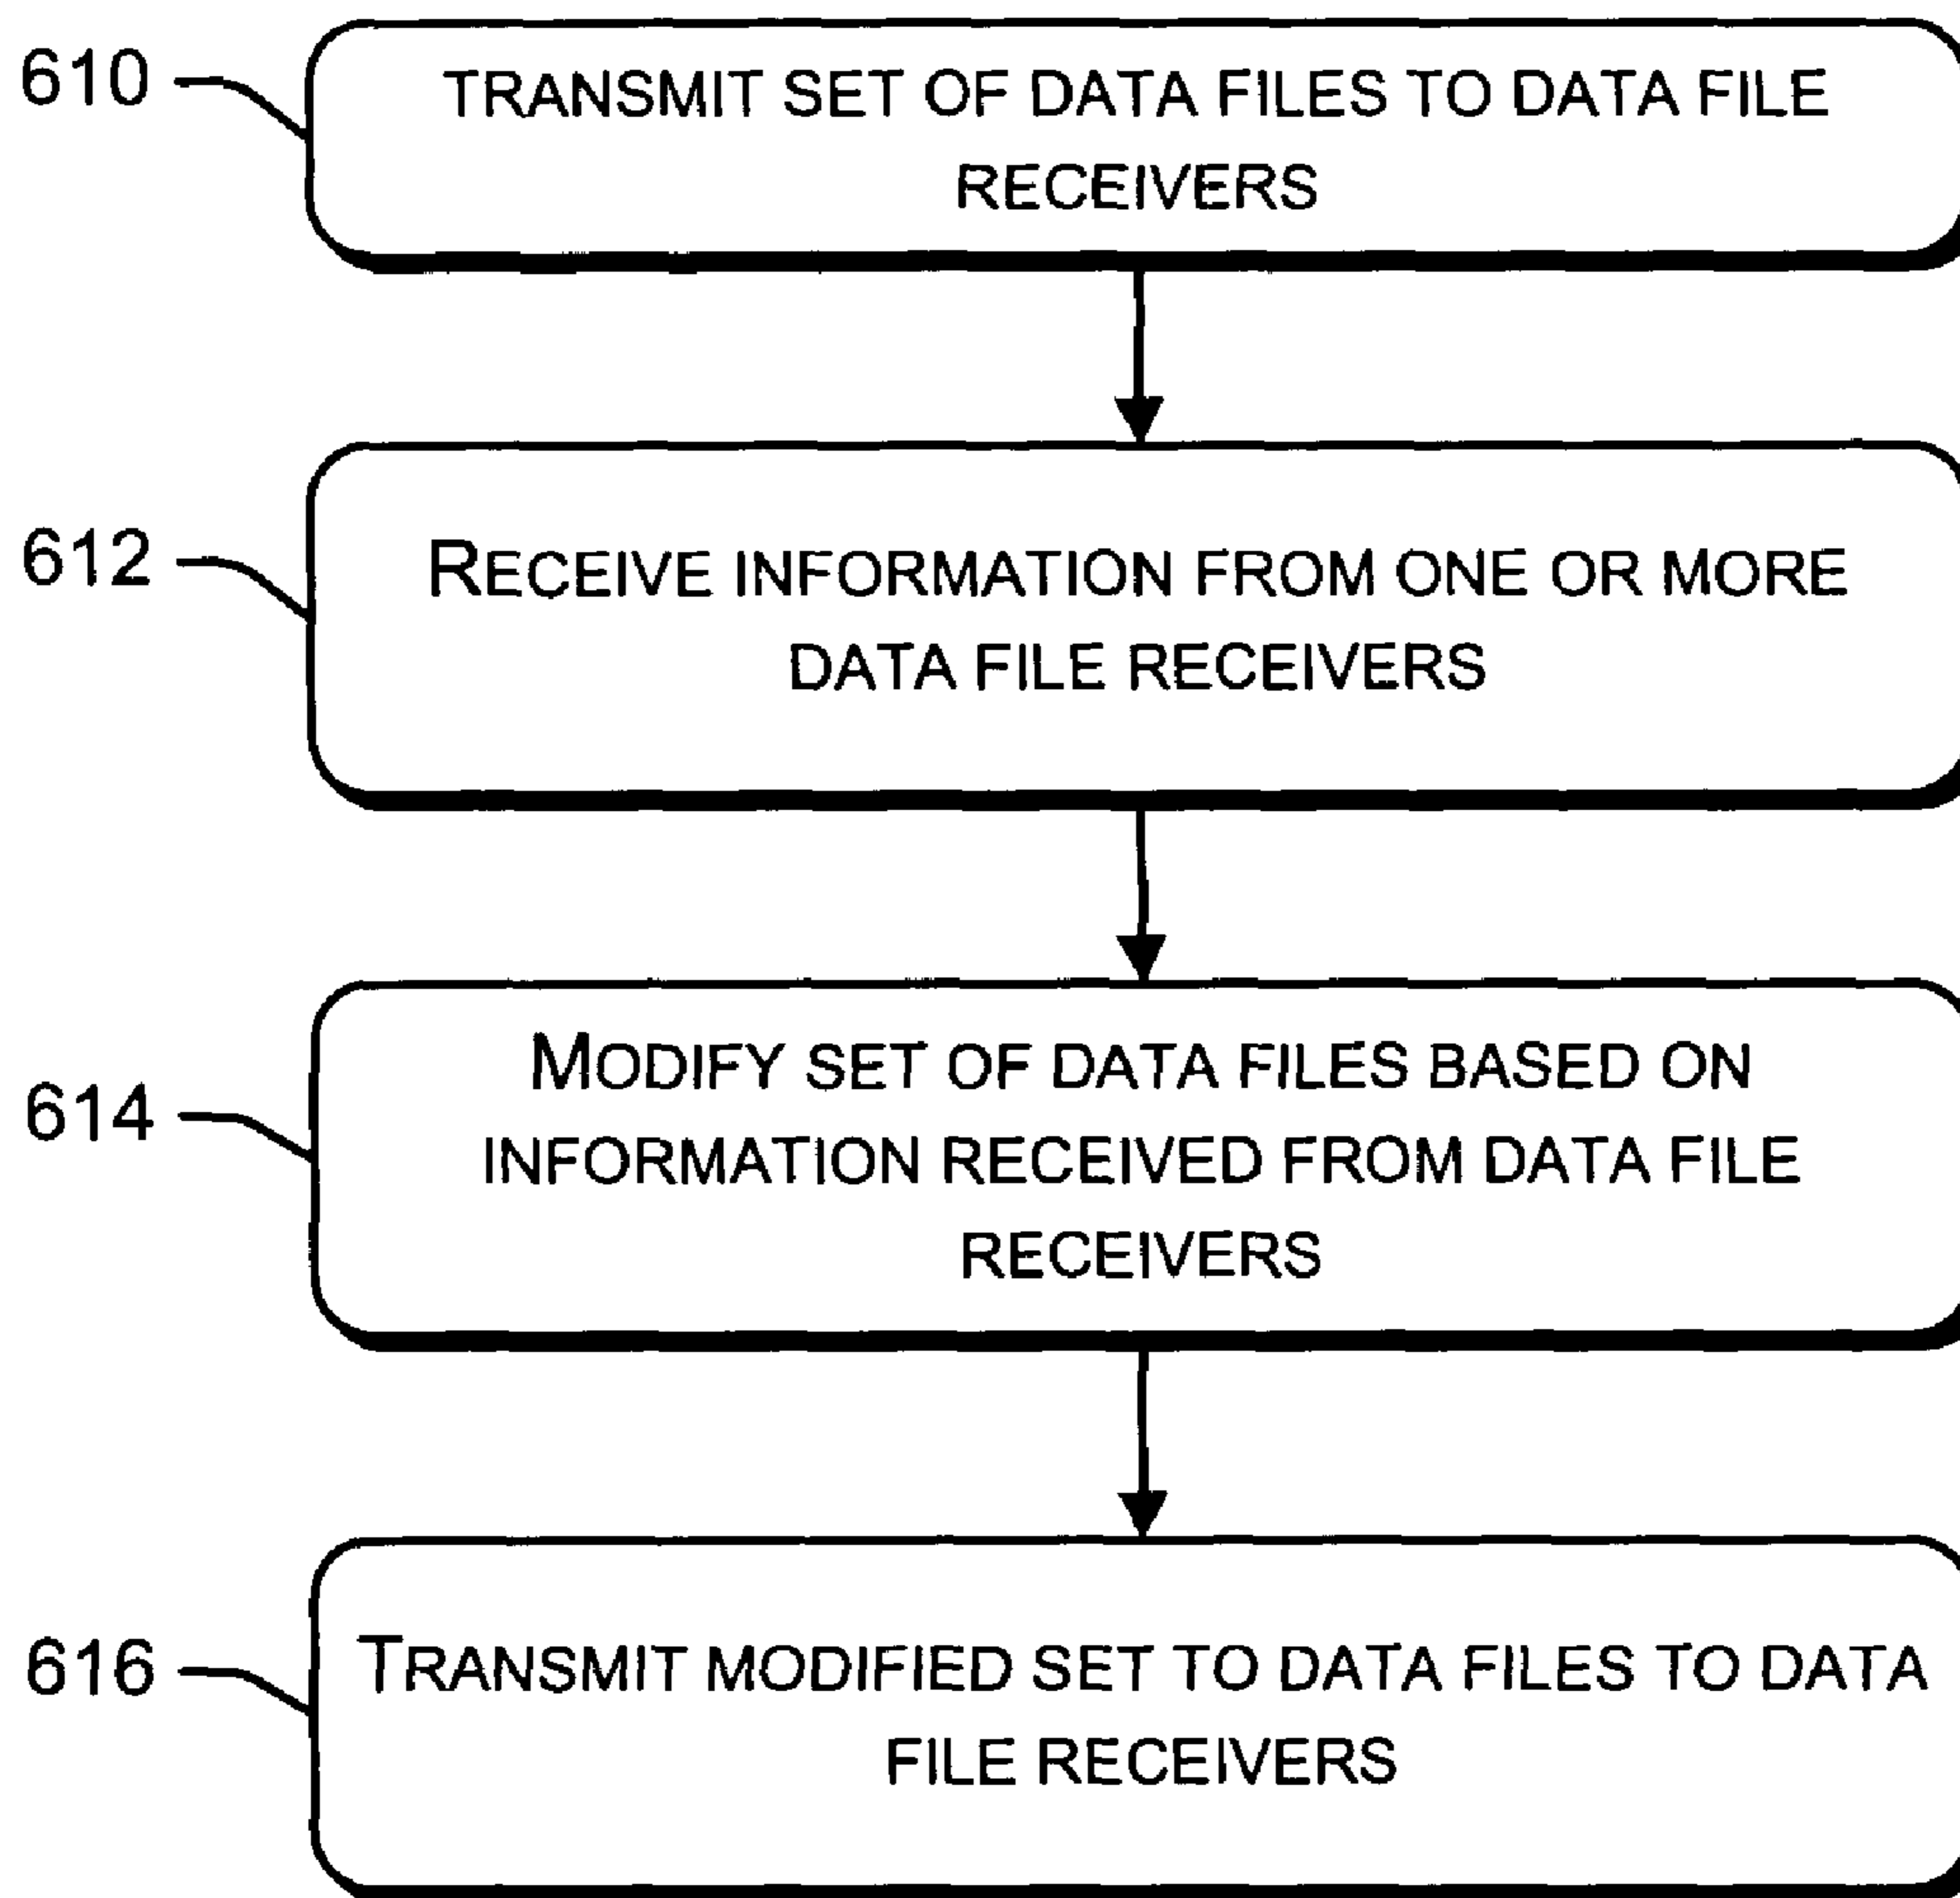 610
TRANSMIT SET OF DATA FILES TO DATA FILE
RECEIVERS
612
RECEIVE INFORMATION FROM ONE OR MORE
DATA FILE RECEIVERS
614
MODIFY SET OF DATA FILES BASED ON
INFORMATION RECEIVED FROM DATA FILE
RECEIVERS
616
TRANSMIT MODIFIED SET TO DATA FILES TO DATA
FILE RECEIVERS